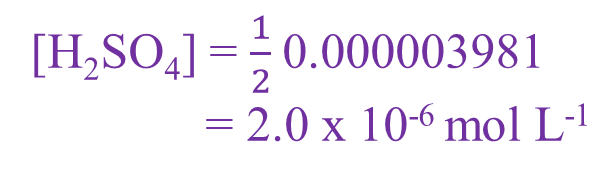 [H₂SO₄] = ½ 0.000003981
= 2.0 x 10⁻⁶ mol L⁻¹